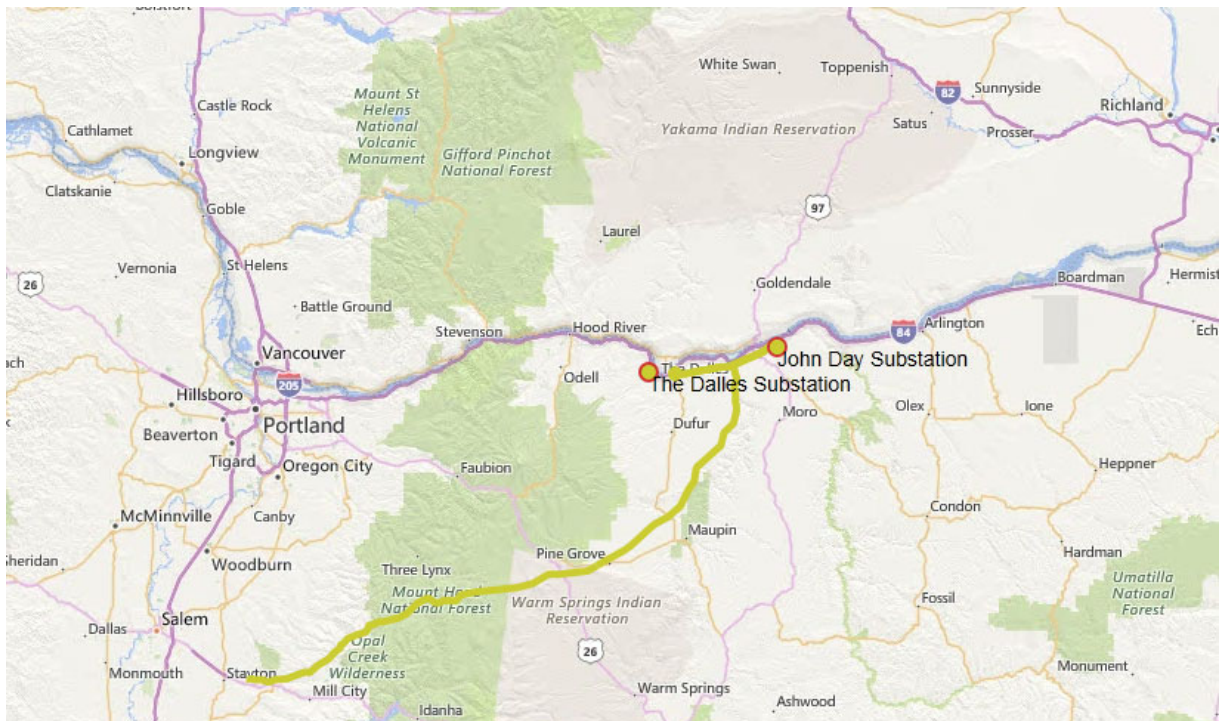 Castle Rock
Cathlamet
Longview
Clatskanie
Goble
Mount St
Helens
National
Volcanic
Monument
Gifford Pinchot
National Forest
White Swan
Toppenish
82
Sunnyside
Satus
Prosser
Richland
Yakama Indian Reservation
97
Laurel
Vernonia
St Helens
26
Battle Ground
Goldendale
Boardman
Hermist
Stevenson
Hood River
84
Arlington
Ech
ach
Vancouver
205
Odell
The Dalles
John Day Substation
The Dalles Substation
Hillsboro
Portland
Beaverton
Tigard
Oregon City
Dufur
Moro
Olex
Ione
Faubion
Heppner
McMinnville
Canby
Condon
Maupin
Sheridan
Woodburn
Pine Grove
Hardman
Three Lynx
Mount Hood
National Forest
Warm Springs Indian
Reservation
Umatilla
National
Forest
Fossil
Salem
Dallas
Opal
Creek
Wilderness
26
Monmouth
Stayton
Mill City
Warm Springs
Monument
Idanha
Ashwood